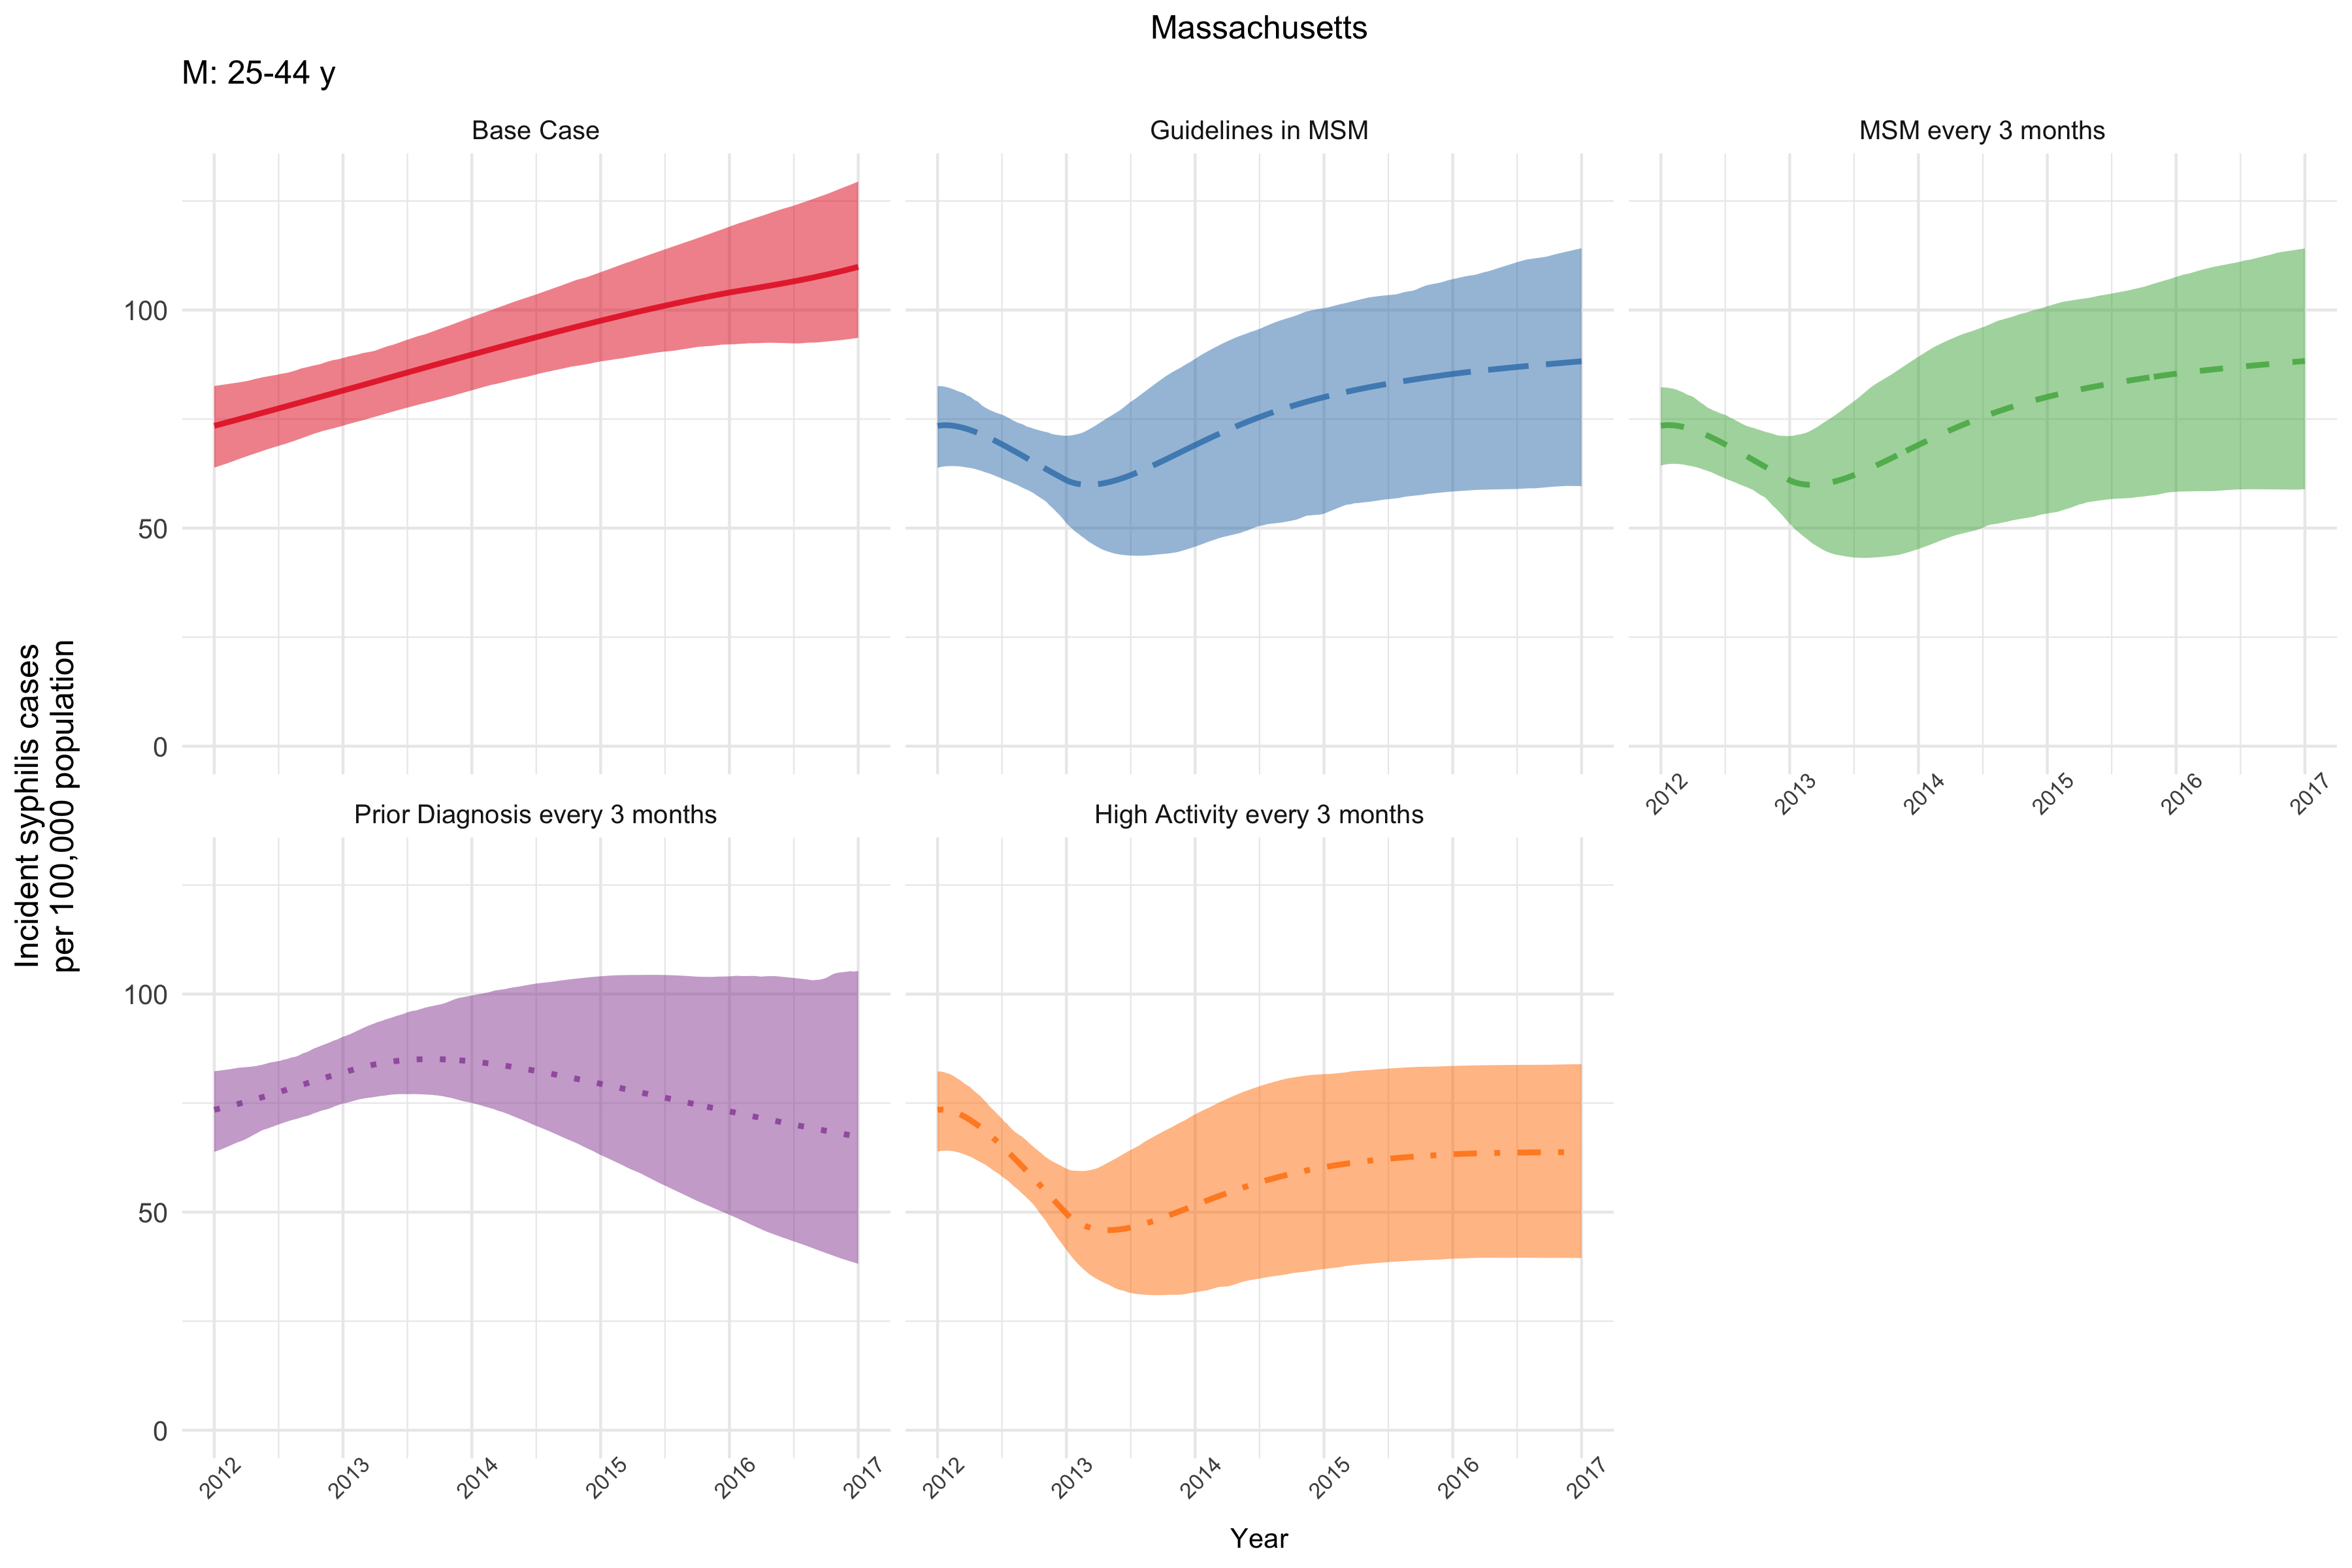 Massachusetts
M: 25-44 y
Base Case
Guidelines in MSM
MSM every 3 months
100
50
0
2012
2013
2014
2015
2016
2017
Incident syphilis cases
per 100,000 population
Prior Diagnosis every 3 months
High Activity every 3 months
100
50
0
2012
2013
2014
2015
2016
2017
2012
2013
2014
2015
2016
2017
Year